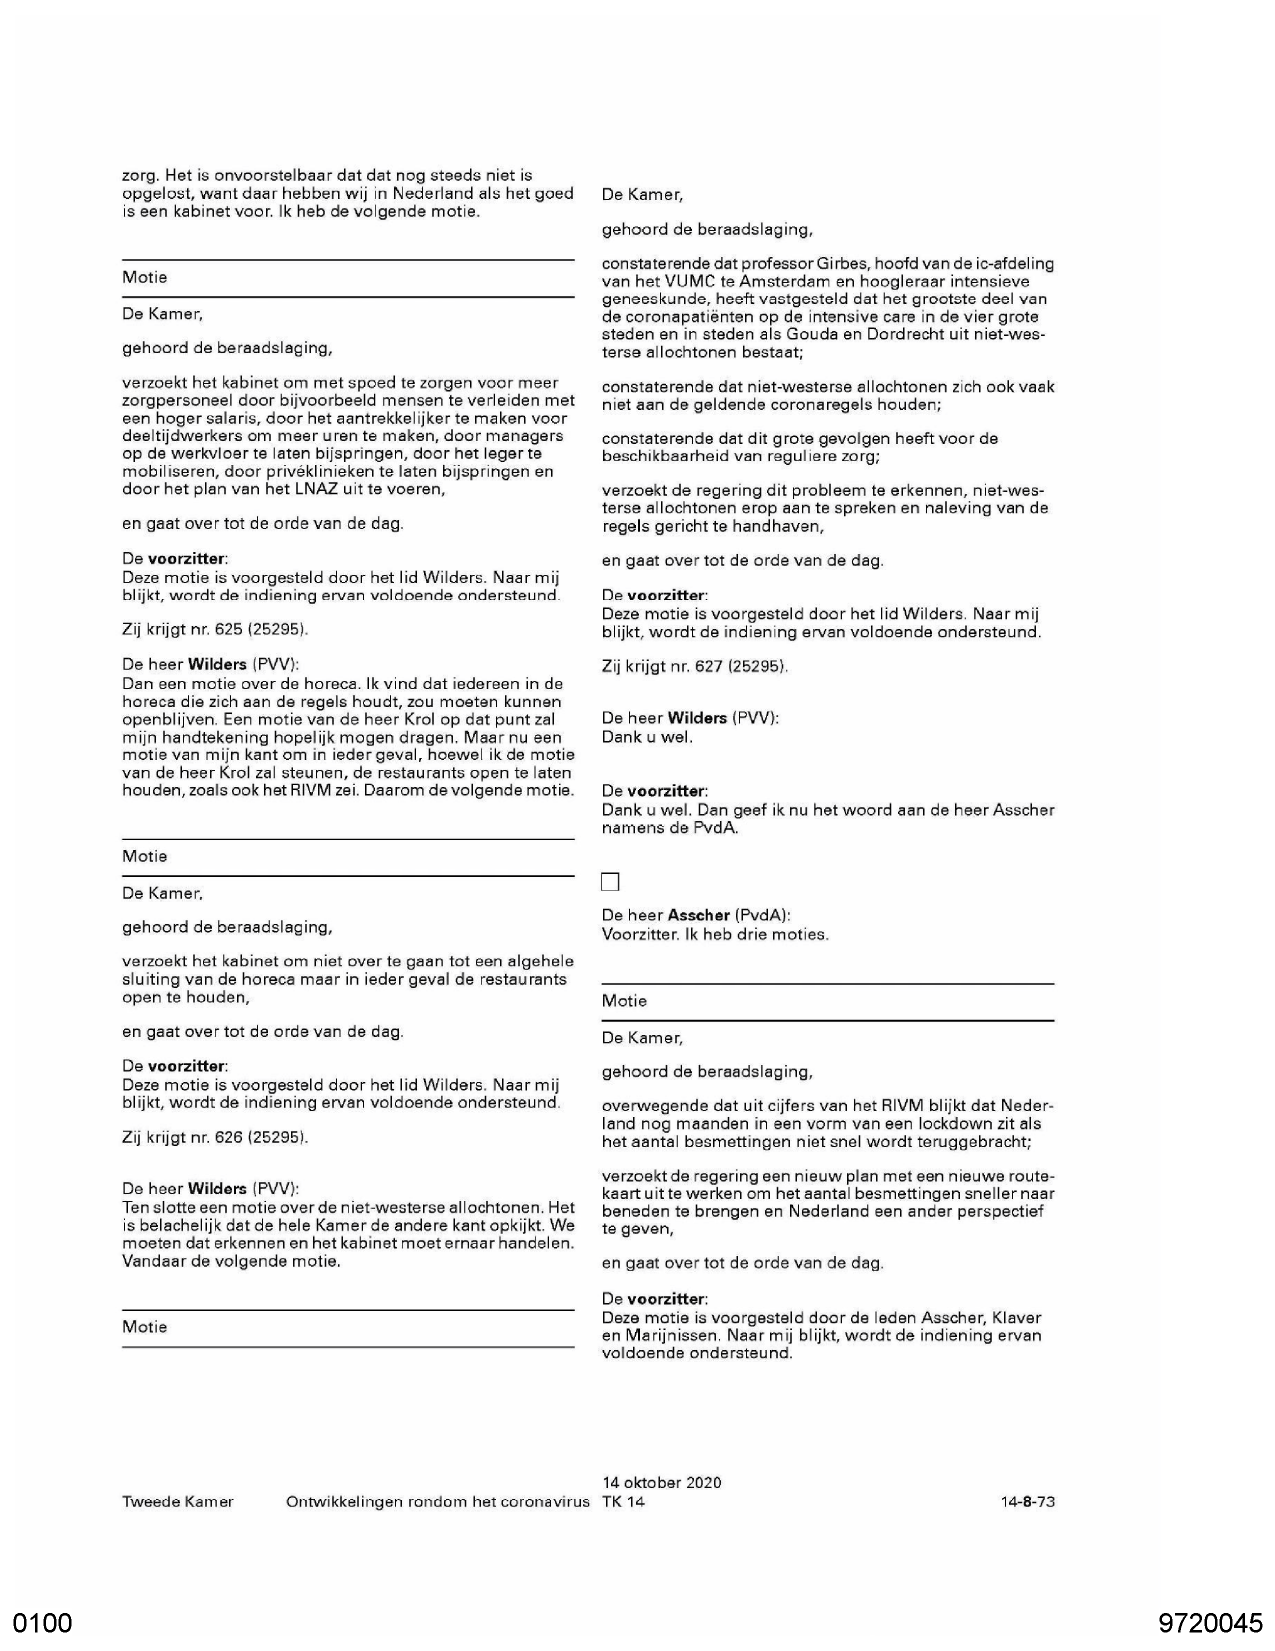 zorg. Het is onvoorstelbaar dat dat nog steeds niet is
opgelost, want daar hebben wij in Nederland als het goed
is een kabinet voor. Ik heb de volgende motie.
Motie
De Kamer,
gehoord de beraadslaging,
verzoekt het kabinet om met spoed te zorgen voor meer
zorgpersoneel door bijvoorbeeld mensen te verleiden met
een hoger salaris, door het aantrekkelijker te maken voor
deeltijdwerkers om meer uren te maken, door managers
op de werkvloer te laten bijspringen, door het leger te
mobiliseren, door privéklinieken te laten bijspringen en
door het plan van het LNAZ uit te voeren,
en gaat over tot de orde van de dag.
De voorzitter:
Deze motie is voorgesteld door het lid Wilders. Naar mij
blijkt, wordt de indiening ervan voldoende ondersteund.
Zij krijgt nr. 625 (25295).
De heer Wilders (PVV):
Dan een motie over de horeca. Ik vind dat iedereen in de
horeca die zich aan de regels houdt, zou moeten kunnen
openblijven. Een motie van de heer Krol op dat punt zal
mijn handtekening hopelijk mogen dragen. Maar nu een
motie van mijn kant om in ieder geval, hoewel ik de motie
van de heer Krol zal steunen, de restaurants open te laten
houden, zoals ook het RIVM zei. Daarom de volgende motie.
Motie
De Kamer,
gehoord de beraadslaging,
verzoekt het kabinet om niet over te gaan tot een algehele
sluiting van de horeca maar in ieder geval de restaurants
open te houden,
en gaat over tot de orde van de dag.
De voorzitter:
Deze motie is voorgesteld door het lid Wilders. Naar mij
blijkt, wordt de indiening ervan voldoende ondersteund.
Zij krijgt nr. 626 (25295).
De heer Wilders (PVV):
Ten slotte een motie over de niet-westerse allochtonen. Het
is belachelijk dat de hele Kamer de andere kant opkijkt. We
moeten dat erkennen en het kabinet moet ernaar handelen.
Vandaar de volgende motie.
Motie
De Kamer,
gehoord de beraadslaging,
constaterende dat professor Girbes, hoofd van de ic-afdeling
van het VUMC te Amsterdam en hoogleraar intensieve
geneeskunde, heeft vastgesteld dat het grootste deel van
de coronapatiënten op de intensive care in de vier grote
steden en in steden als Gouda en Dordrecht uit niet-wes-
terse allochtonen bestaat;
constaterende dat niet-westerse allochtonen zich ook vaak
niet aan de geldende coronaregels houden;
constaterende dat dit grote gevolgen heeft voor de
beschikbaarheid van reguliere zorg;
verzoekt de regering dit probleem te erkennen, niet-wes-
terse allochtonen erop aan te spreken en naleving van de
regels gericht te handhaven,
en gaat over tot de orde van de dag.
De voorzitter:
Deze motie is voorgesteld door het lid Wilders. Naar mij
blijkt, wordt de indiening ervan voldoende ondersteund.
Zij krijgt nr. 627 (25295).
De heer Wilders (PVV):
Dank u wel.
De voorzitter:
Dank u wel. Dan geef ik nu het woord aan de heer Asscher
namens de PvdA.
De heer Asscher (PvdA):
Voorzitter. Ik heb drie moties.
Motie
De Kamer,
gehoord de beraadslaging,
overwegende dat uit cijfers van het RIVM blijkt dat Neder-
land nog maanden in een vorm van een lockdown zit als
het aantal besmettingen niet snel wordt teruggebracht;
verzoekt de regering een nieuw plan met een nieuwe route-
kaart uit te werken om het aantal besmettingen sneller naar
beneden te brengen en Nederland een ander perspectief
te geven,
en gaat over tot de orde van de dag.
De voorzitter:
Deze motie is voorgesteld door de leden Asscher, Klaver
en Marijnissen. Naar mij blijkt, wordt de indiening ervan
voldoende ondersteund.
14 oktober 2020
Tweede Kamer Ontwikkelingen rondom het coronavirus TK 14 14-8-73
0100 9720045